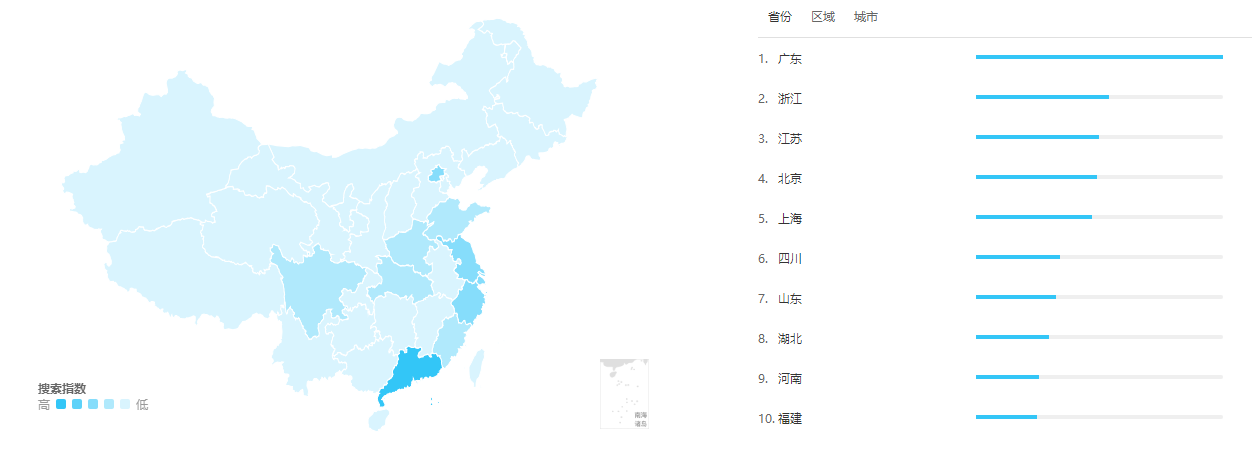 省份 区域 城市
1. 广东
2. 浙江
3. 江苏
4. 北京
5. 上海
6. 四川
7. 山东
8. 湖北
9. 河南
10. 福建
搜索指数
高 低
南海
诸岛